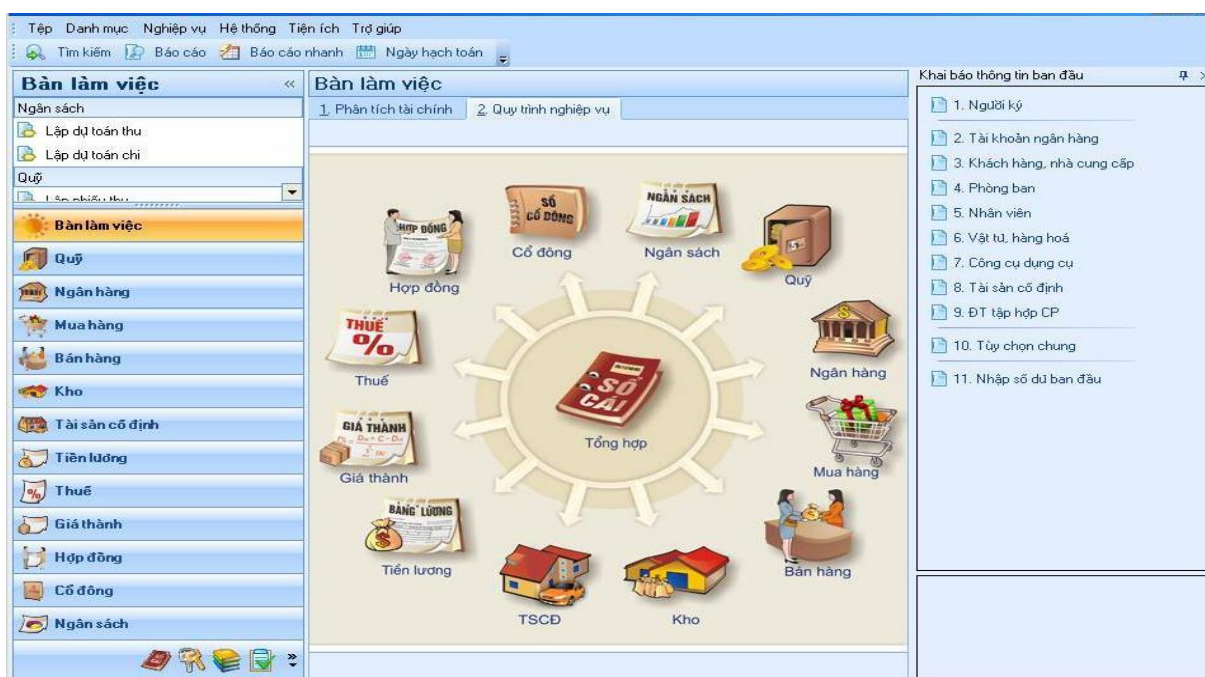 Tệp Danh mục Nghiệp vụ Hệ thống Tiện ích Trợ giúp
Tìm kiếm Báo cáo Báo cáo nhanh Ngày hạch toán
Bàn làm việc
Ngân sách
Lập dự toán thu
Lập dự toán chi
Quỹ
Lập phiếu thu
Bàn làm việc
Quỹ
Ngân hàng
Mua hàng
Bán hàng
Kho
Tài sản cố định
Tiền lương
Thuế
Giá thành
Hợp đồng
Cổ đông
Ngân sách
Bàn làm việc
1. Phân tích tài chính 2. Quy trình nghiệp vụ
HỢP ĐỒNG
Hợp đồng
SỔ
CỔ ĐÔNG
Cổ đông
NGÂN SÁCH
Ngân sách
Quỹ
THUẾ
%
Thuế
Ngân hàng
SỔ
CÁI
Tổng hợp
GIÁ THÀNH
Giá thành
Mua hàng
BẢNG LƯƠNG
Tiền lương
TSCĐ
Kho
Bán hàng
Khai báo thông tin ban đầu
1. Người ký
2. Tài khoản ngân hàng
3. Khách hàng, nhà cung cấp
4. Phòng ban
5. Nhân viên
6. Vật tư, hàng hoá
7. Công cụ dụng cụ
8. Tài sản cố định
9. ĐT tập hợp CP
10. Tùy chọn chung
11. Nhập số dư ban đầu